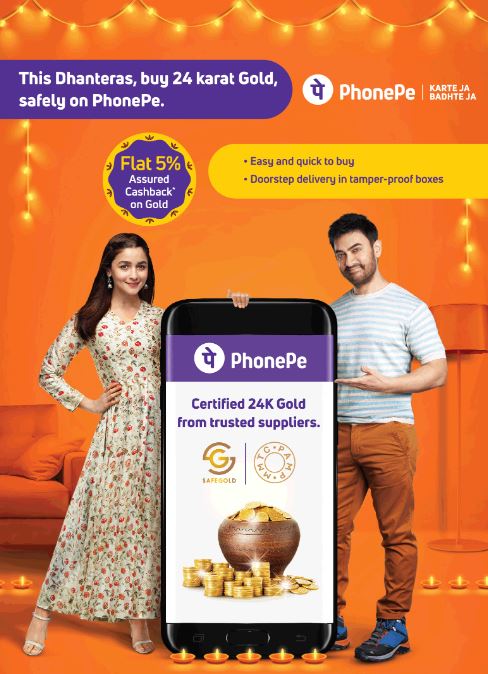 This Dhanteras, buy 24 karat Gold,
safely on PhonePe.
पे PhonePe | KARTE JA
BADHTE JA
Flat 5%
Assured
Cashback^
on Gold
• Easy and quick to buy
• Doorstep delivery in tamper-proof boxes
पे PhonePe
Certified 24K Gold
from trusted suppliers.
SAFEGOLD
MMTC • PAMP